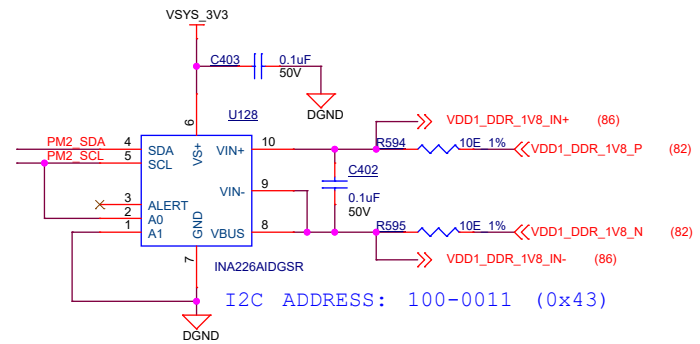 VSYS_3V3
C403
0.1uF
50V
DGND
U128
6
VS+
PM2_SDA
4
SDA
VIN+
10
PM2_SCL
5
SCL
VIN-
9
3
ALERT
2
A0
1
A1
GND
VBUS
8
7
INA226AIDGSR
VDD1_DDR_1V8_IN+ (86)
R594
10E_1%
VDD1_DDR_1V8_P (82)
C402
0.1uF
50V
R595
10E_1%
VDD1_DDR_1V8_N (82)
VDD1_DDR_1V8_IN- (86)
I2C ADDRESS: 100-0011 (0x43)
DGND